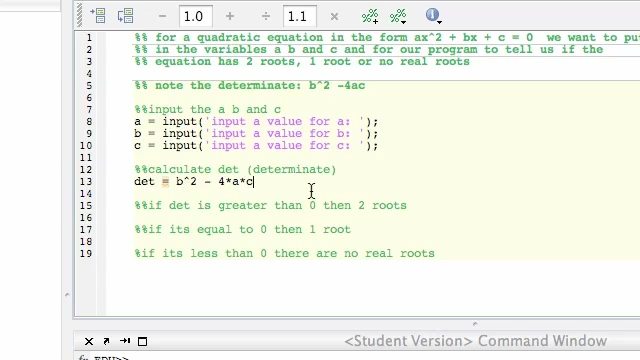 − 1.0 + ÷ 1.1 ×
1 %% for a quadratic equation in the form ax^2 + bx + c = 0 we want to put
2 %% in the variables a b and c and for our program to tell us if the
3 %% equation has 2 roots, 1 root or no real roots
4
5 %% note the determinate: b^2 -4ac
6
7 %%input the a b and c
8 a = input('input a value for a: ');
9 b = input('input a value for b: ');
10 c = input('input a value for c: ');
11
12 %%calculate det (determinate)
13 det = b^2 - 4*a*c
14
15 %%if det is greater than 0 then 2 roots
16
17 %%if its equal to 0 then 1 root
18
19 %if its less than 0 there are no real roots
<Student Version> Command Window
EDU>>